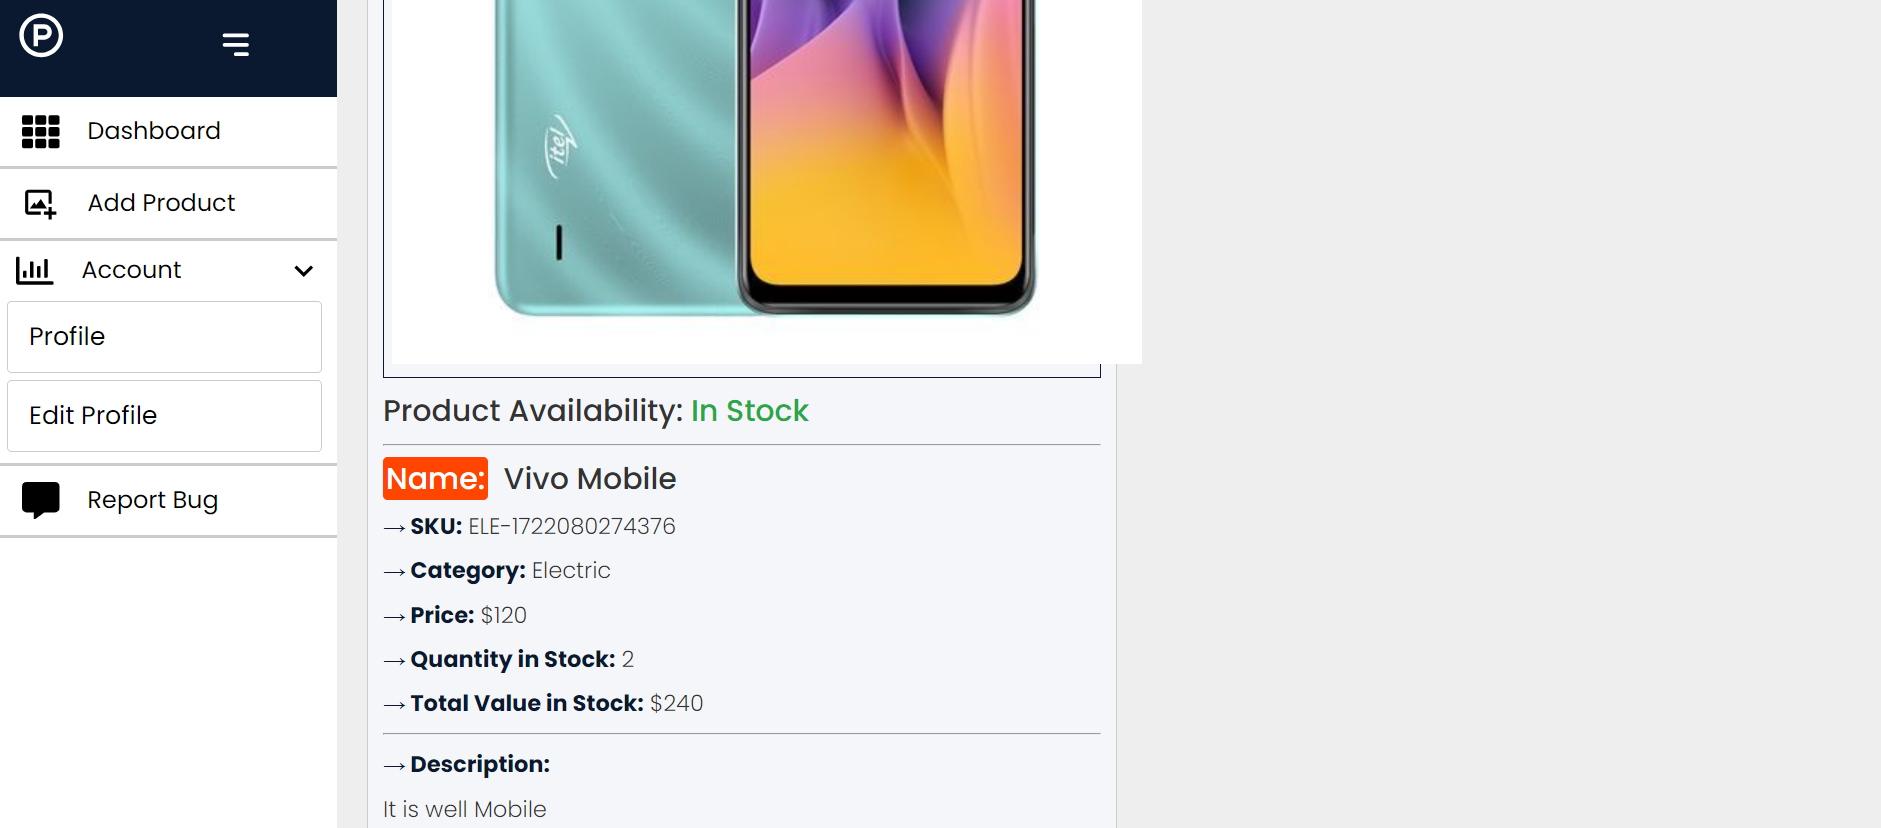 P
Dashboard
Add Product
Account
Profile
Edit Profile
Report Bug
itel
Product Availability: In Stock
Name: Vivo Mobile
→ SKU: ELE-1722080274376
→ Category: Electric
→ Price: $120
→ Quantity in Stock: 2
→ Total Value in Stock: $240
→ Description:
It is well Mobile